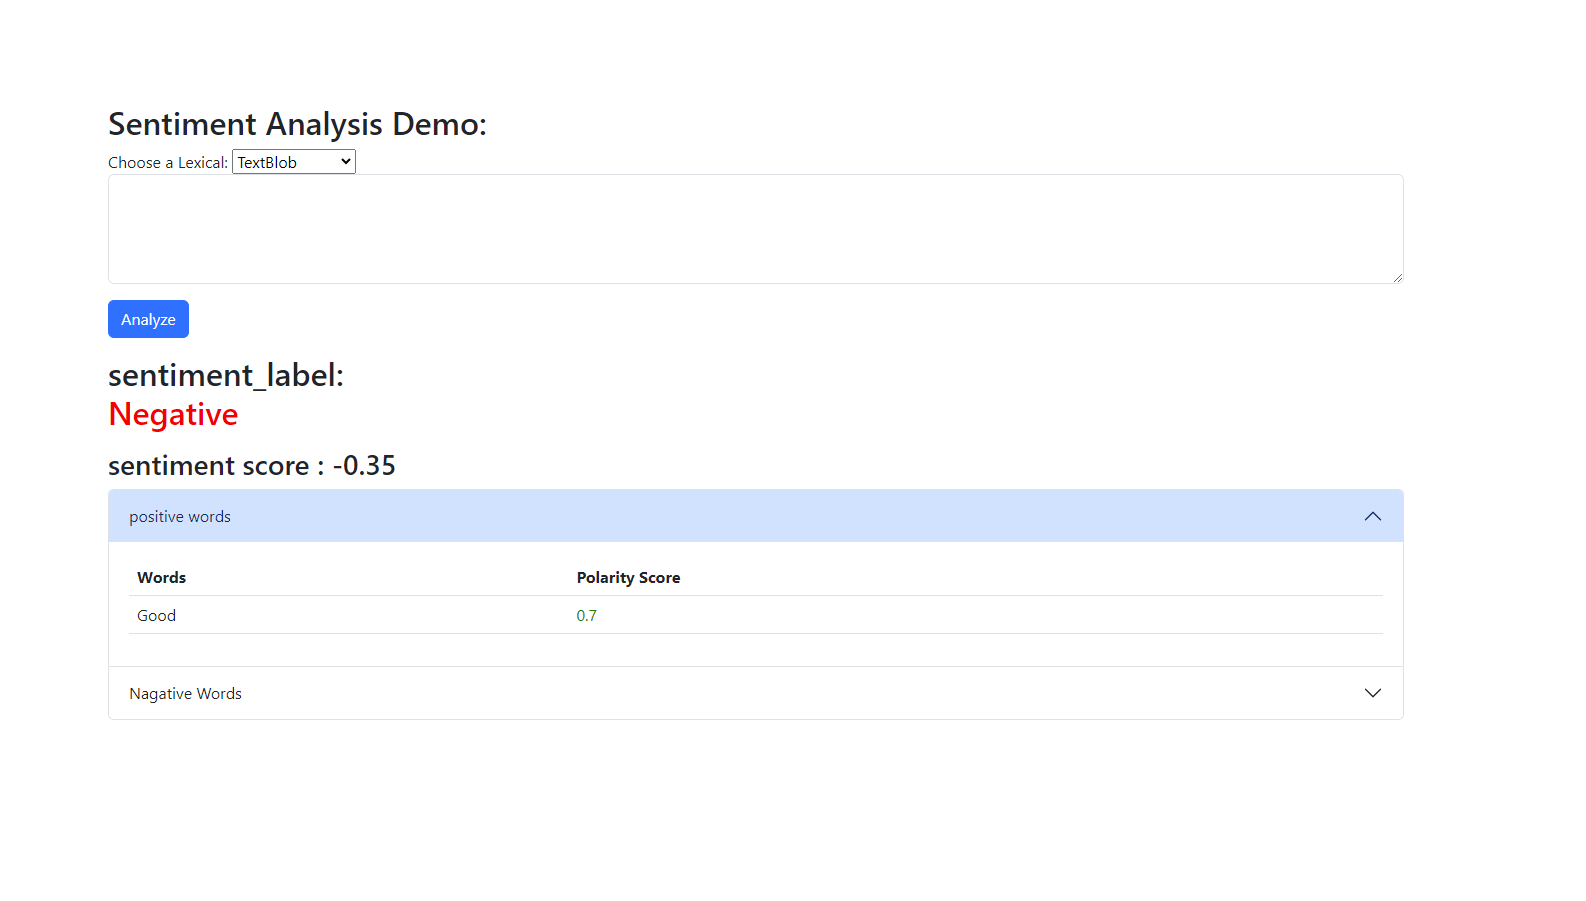 Sentiment Analysis Demo:
Choose a Lexical: TextBlob
Analyze
sentiment_label:
Negative
sentiment score : -0.35
positive words
Words Polarity Score
Good 0.7
Nagative Words